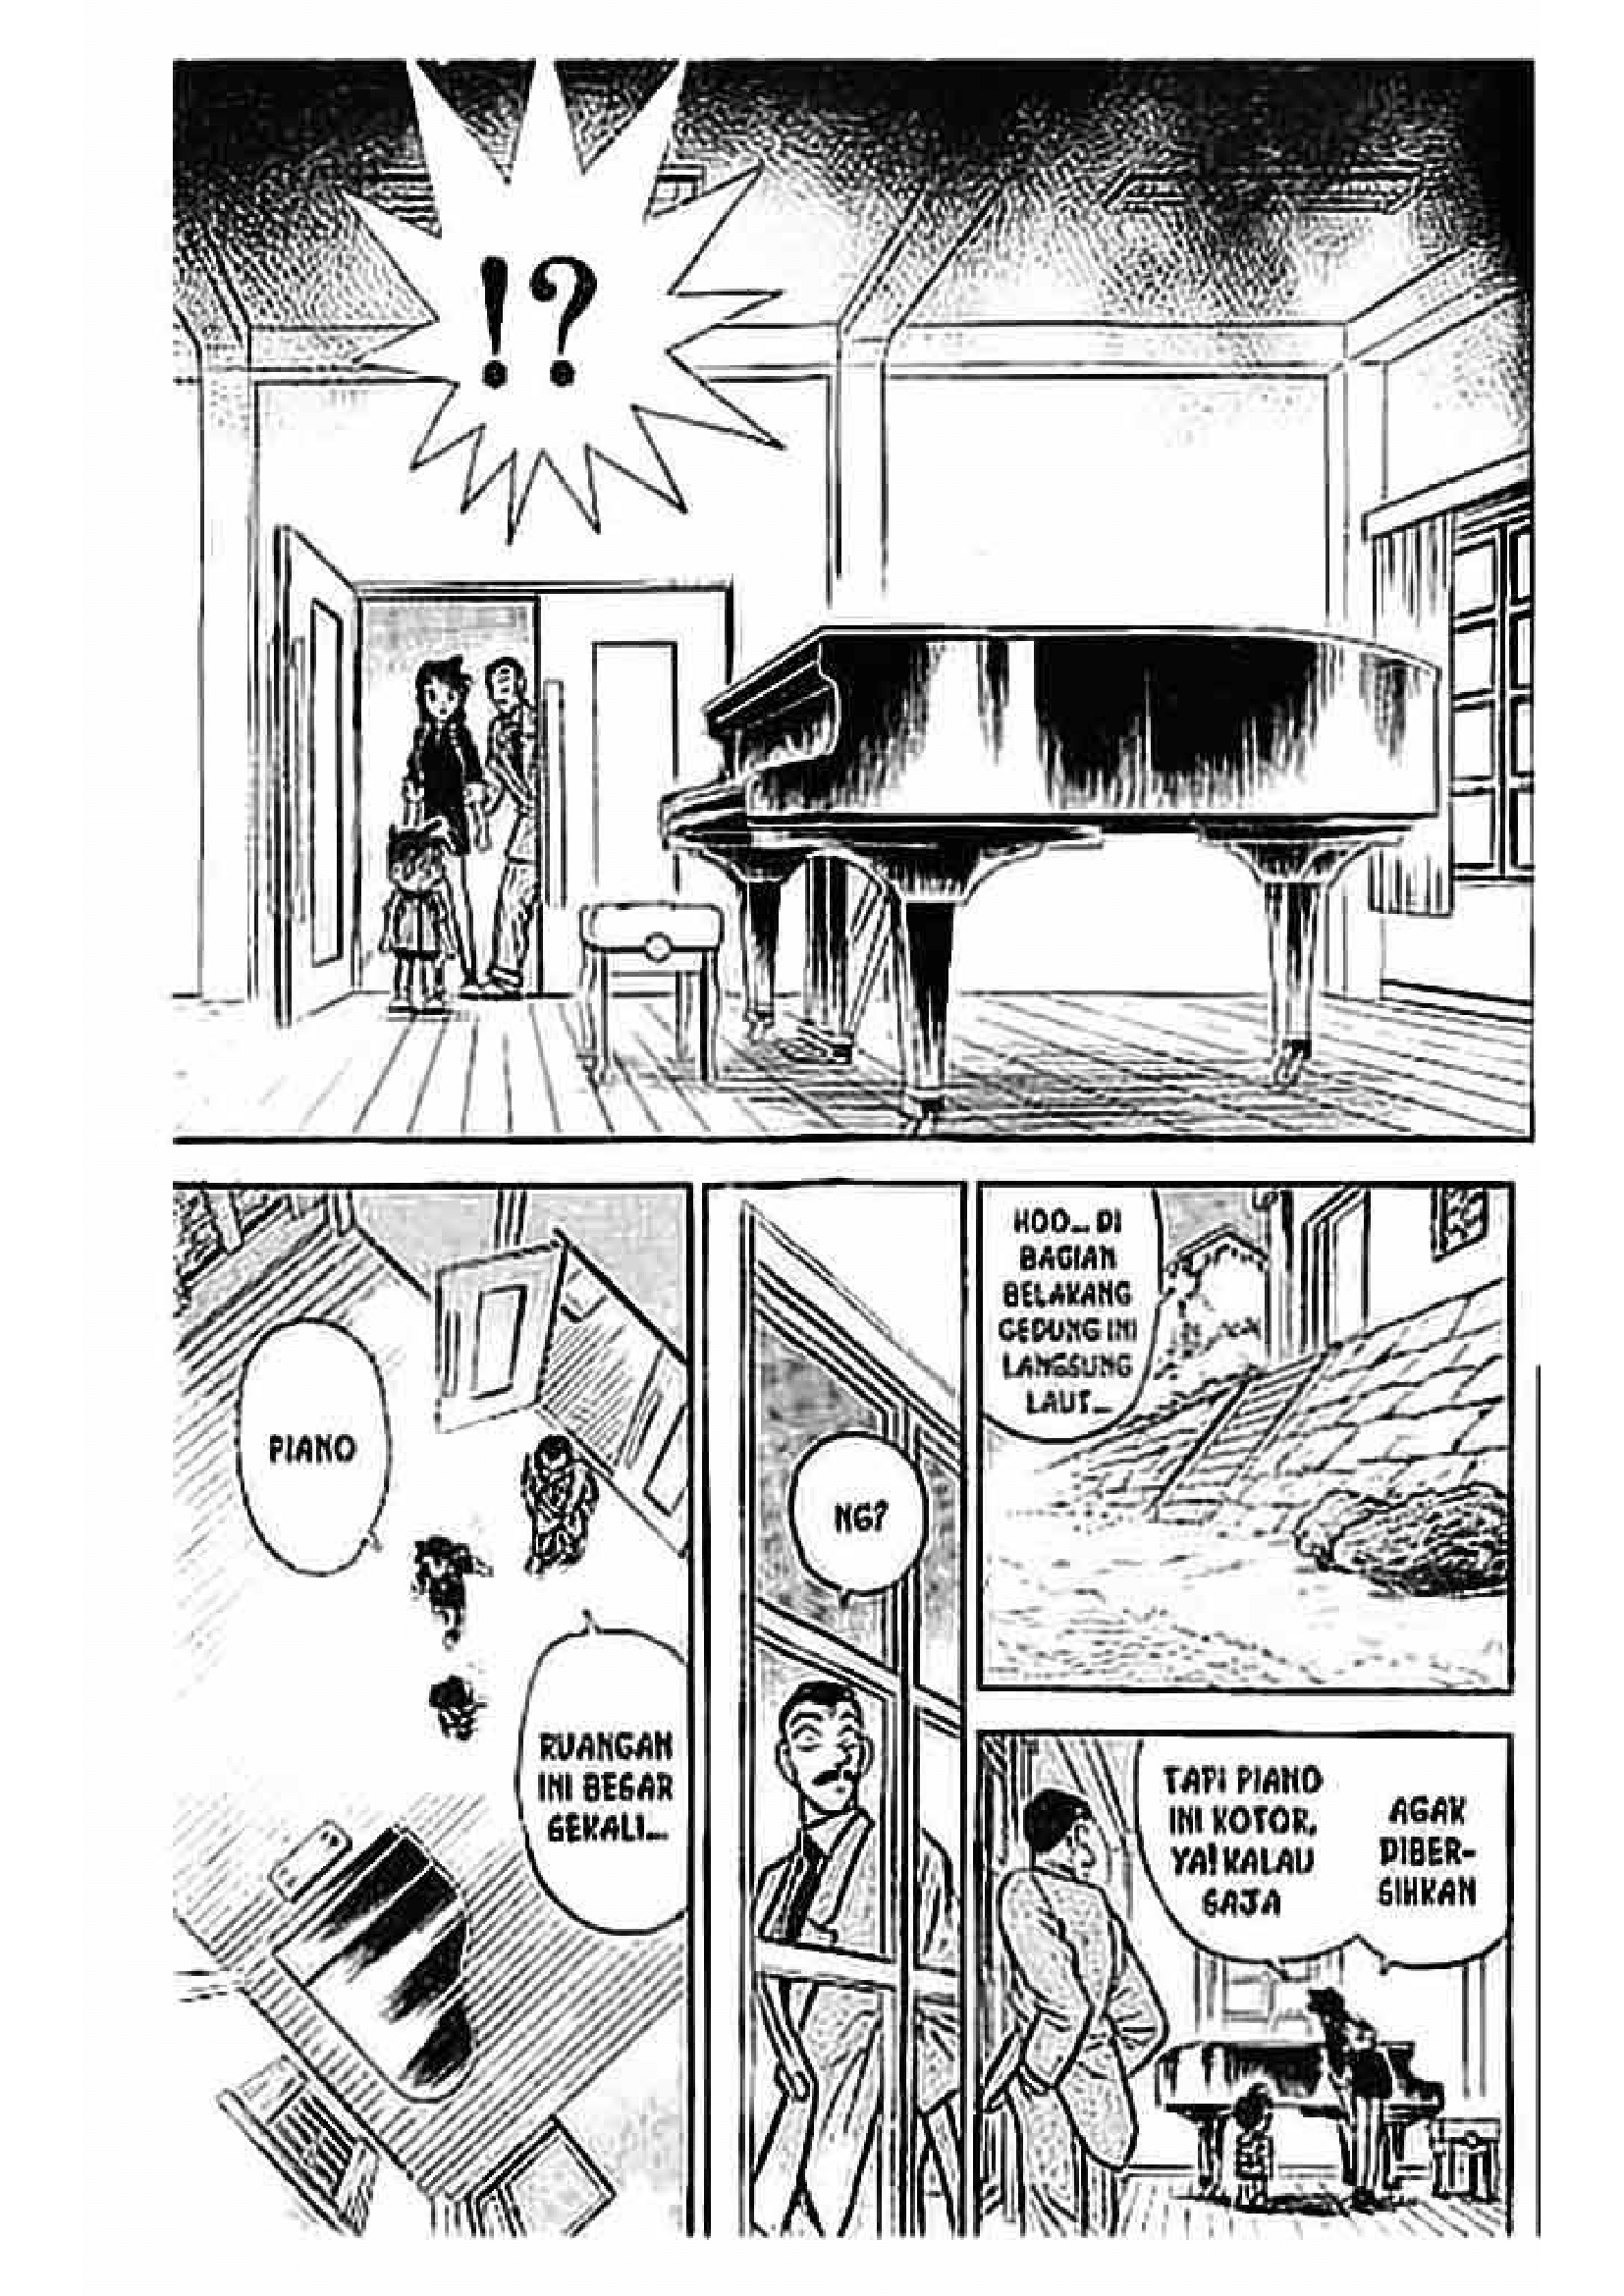 !?
PIANO
RUANGAN
INI BESAR
SEKALI...
NG?
HOO... DI
BAGIAN
BELAKANG
GEDUNG INI
LANGSUNG
LAUT...
TAPI PIANO
INI KOTOR,
YA! KALAU
SAJA
AGAK
DIBER-
SIHKAN